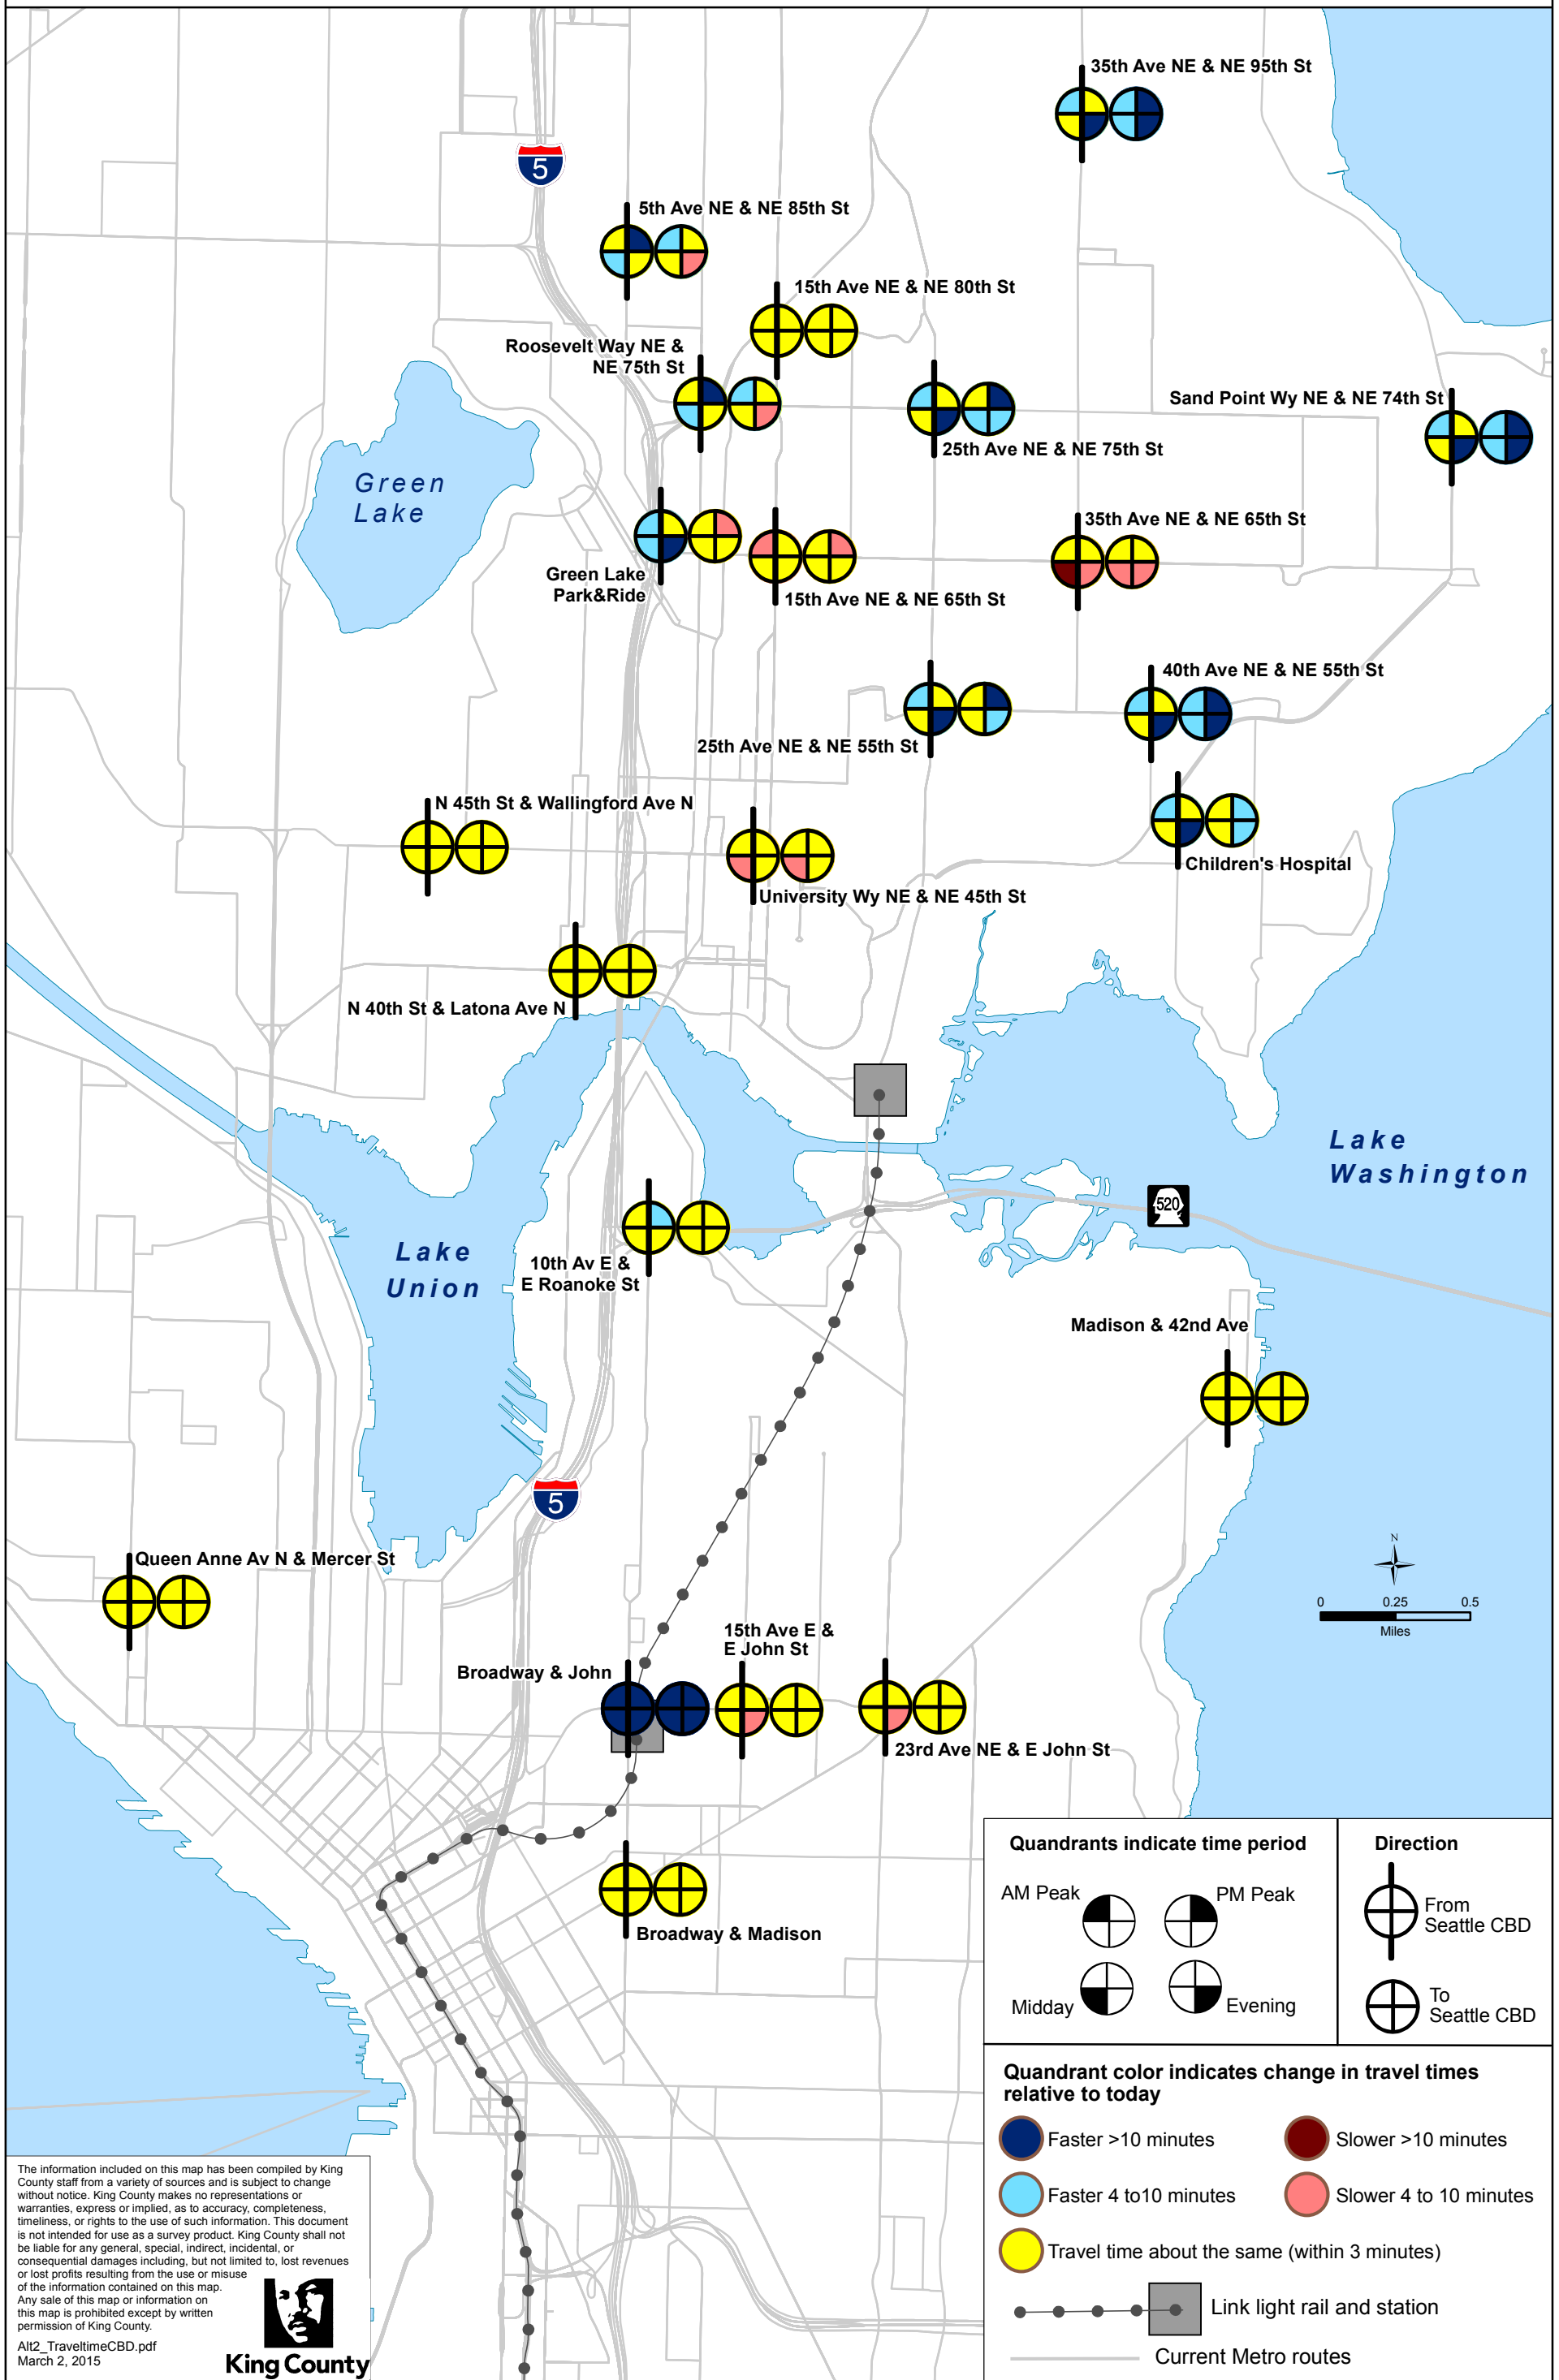 35th Ave NE & NE 95th St
5
5th Ave NE & NE 85th St
15th Ave NE & NE 80th St
Roosevelt Way NE &
NE 75th St
Sand Point Wy NE & NE 74th St
25th Ave NE & NE 75th St
Green
Lake
35th Ave NE & NE 65th St
Green Lake
Park&Ride
15th Ave NE & NE 65th St
40th Ave NE & NE 55th St
25th Ave NE & NE 55th St
N 45th St & Wallingford Ave N
Children's Hospital
University Wy NE & NE 45th St
N 40th St & Latona Ave N
Lake
Washington
520
Lake
Union
10th Av E &
E Roanoke St
Madison & 42nd Ave
5
N
Queen Anne Av N & Mercer St
0 0.25 0.5
Miles
15th Ave E &
E John St
Broadway & John
23rd Ave NE & E John St
Broadway & Madison
Quandrants indicate time period
AM Peak
PM Peak
Midday
Evening
Direction
From
Seattle CBD
To
Seattle CBD
Quandrant color indicates change in travel times
relative to today
Faster >10 minutes
Slower >10 minutes
Faster 4 to10 minutes
Slower 4 to 10 minutes
Travel time about the same (within 3 minutes)
Link light rail and station
Current Metro routes
The information included on this map has been compiled by King
County staff from a variety of sources and is subject to change
without notice. King County makes no representations or
warranties, express or implied, as to accuracy, completeness,
timeliness, or rights to the use of such information. This document
is not intended for use as a survey product. King County shall not
be liable for any general, special, indirect, incidental, or
consequential damages including, but not limited to, lost revenues
or lost profits resulting from the use or misuse
of the information contained on this map.
Any sale of this map or information on
this map is prohibited except by written
permission of King County.
Alt2_TraveltimeCBD.pdf
March 2, 2015
King County